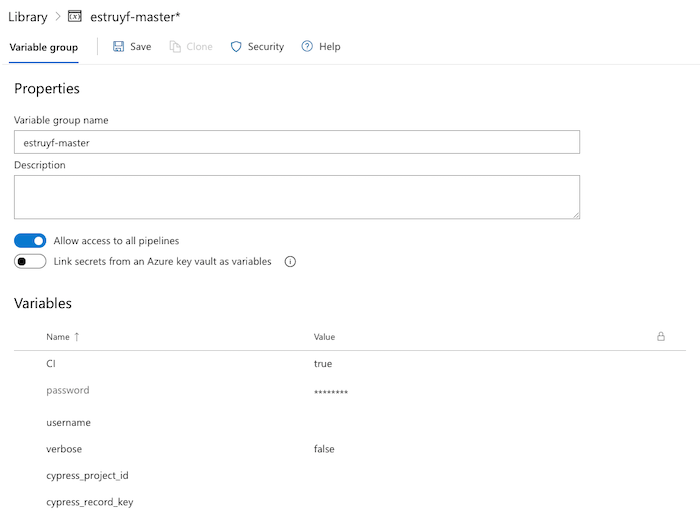 Library > estruyf-master*
Variable group Save Clone Security Help
Properties
Variable group name
estruyf-master
Description
Allow access to all pipelines
Link secrets from an Azure key vault as variables
Variables
Name ↑ Value
CI true
password ********
username
verbose false
cypress_project_id
cypress_record_key